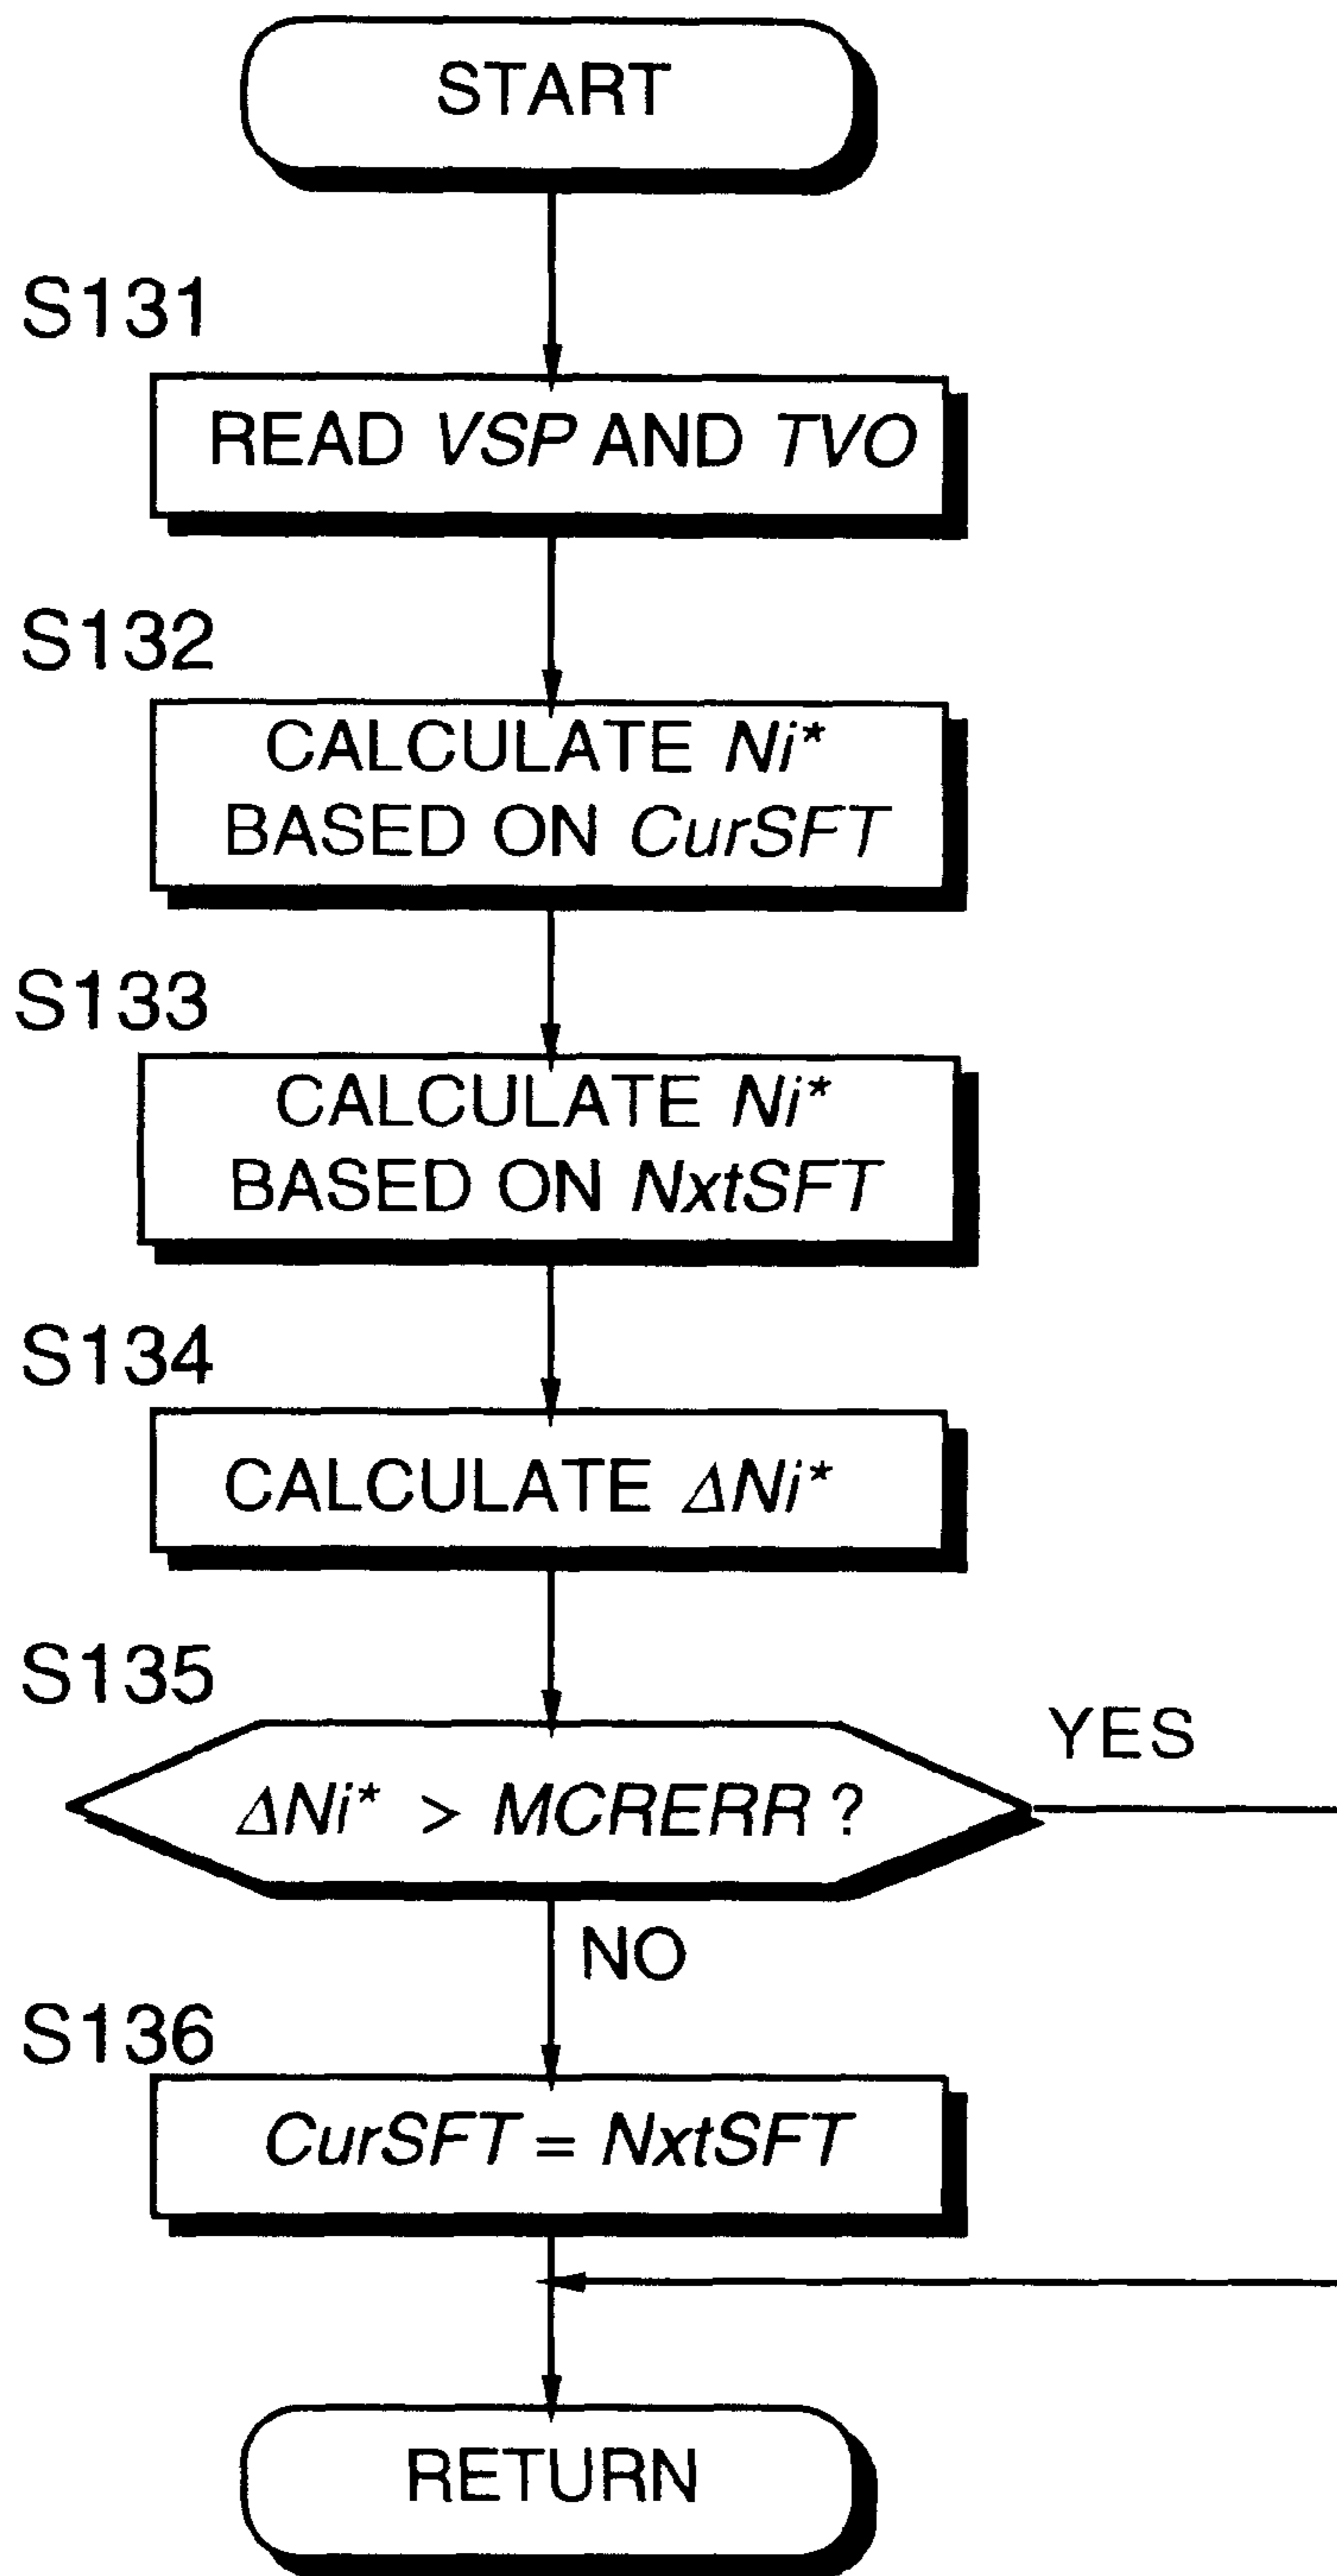 START
S131
READ VSP AND TVO
S132
CALCULATE Ni*
BASED ON CurSFT
S133
CALCULATE Ni*
BASED ON NxtSFT
S134
CALCULATE ΔNi*
S135
YES
ΔNi* > MCRERR ?
NO
S136
CurSFT = NxtSFT
RETURN